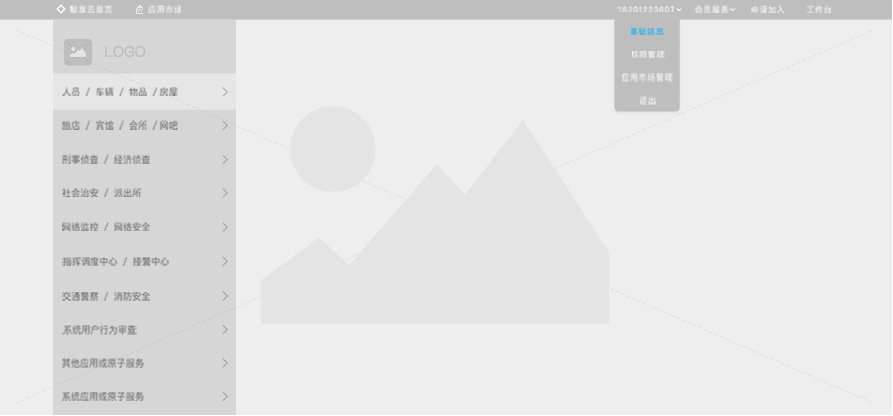 智准云首页 应用市场 18201223607 会员服务 申请加入 工作台
基础信息
权限管理
应用市场管理
退出
LOGO
人员 / 车辆 / 物品 / 房屋
旅店 / 宾馆 / 会所 / 网吧
刑事侦查 / 经济侦查
社会治安 / 派出所
网络监控 / 网络安全
指挥调度中心 / 接警中心
交通警察 / 消防安全
系统用户行为审查
其他应用或原子服务
系统应用或原子服务